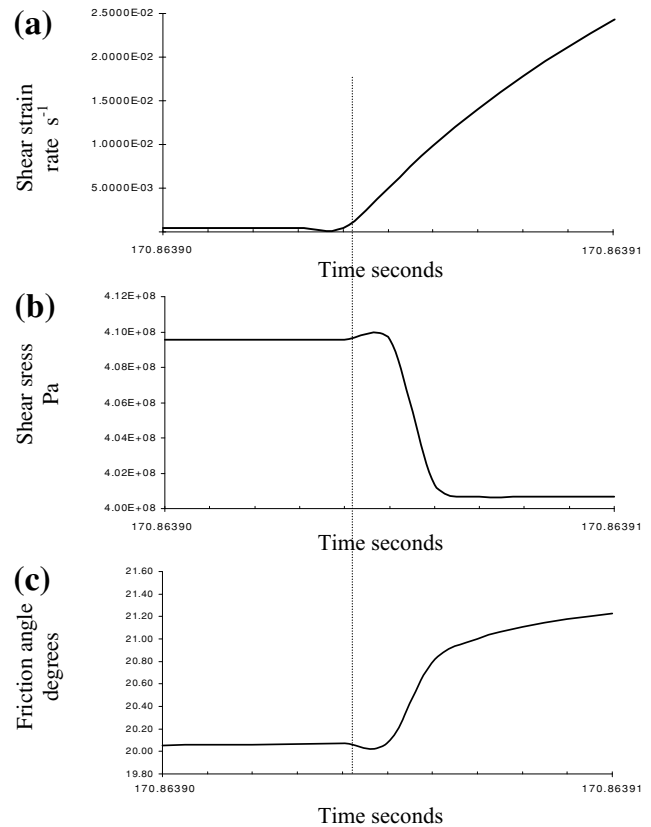 (a)
Shear strain
rate s-1
2.5000E-02
2.0000E-02
1.5000E-02
1.0000E-02
5.0000E-03
170.86390
170.86391
Time seconds
(b)
Shear sress
Pa
4.12E+08
4.10E+08
4.08E+08
4.06E+08
4.04E+08
4.02E+08
4.00E+08
170.86390
170.86391
Time seconds
(c)
Friction angle
degrees
21.60
21.40
21.20
21.00
20.80
20.60
20.40
20.20
20.00
19.80
170.86390
170.86391
Time seconds